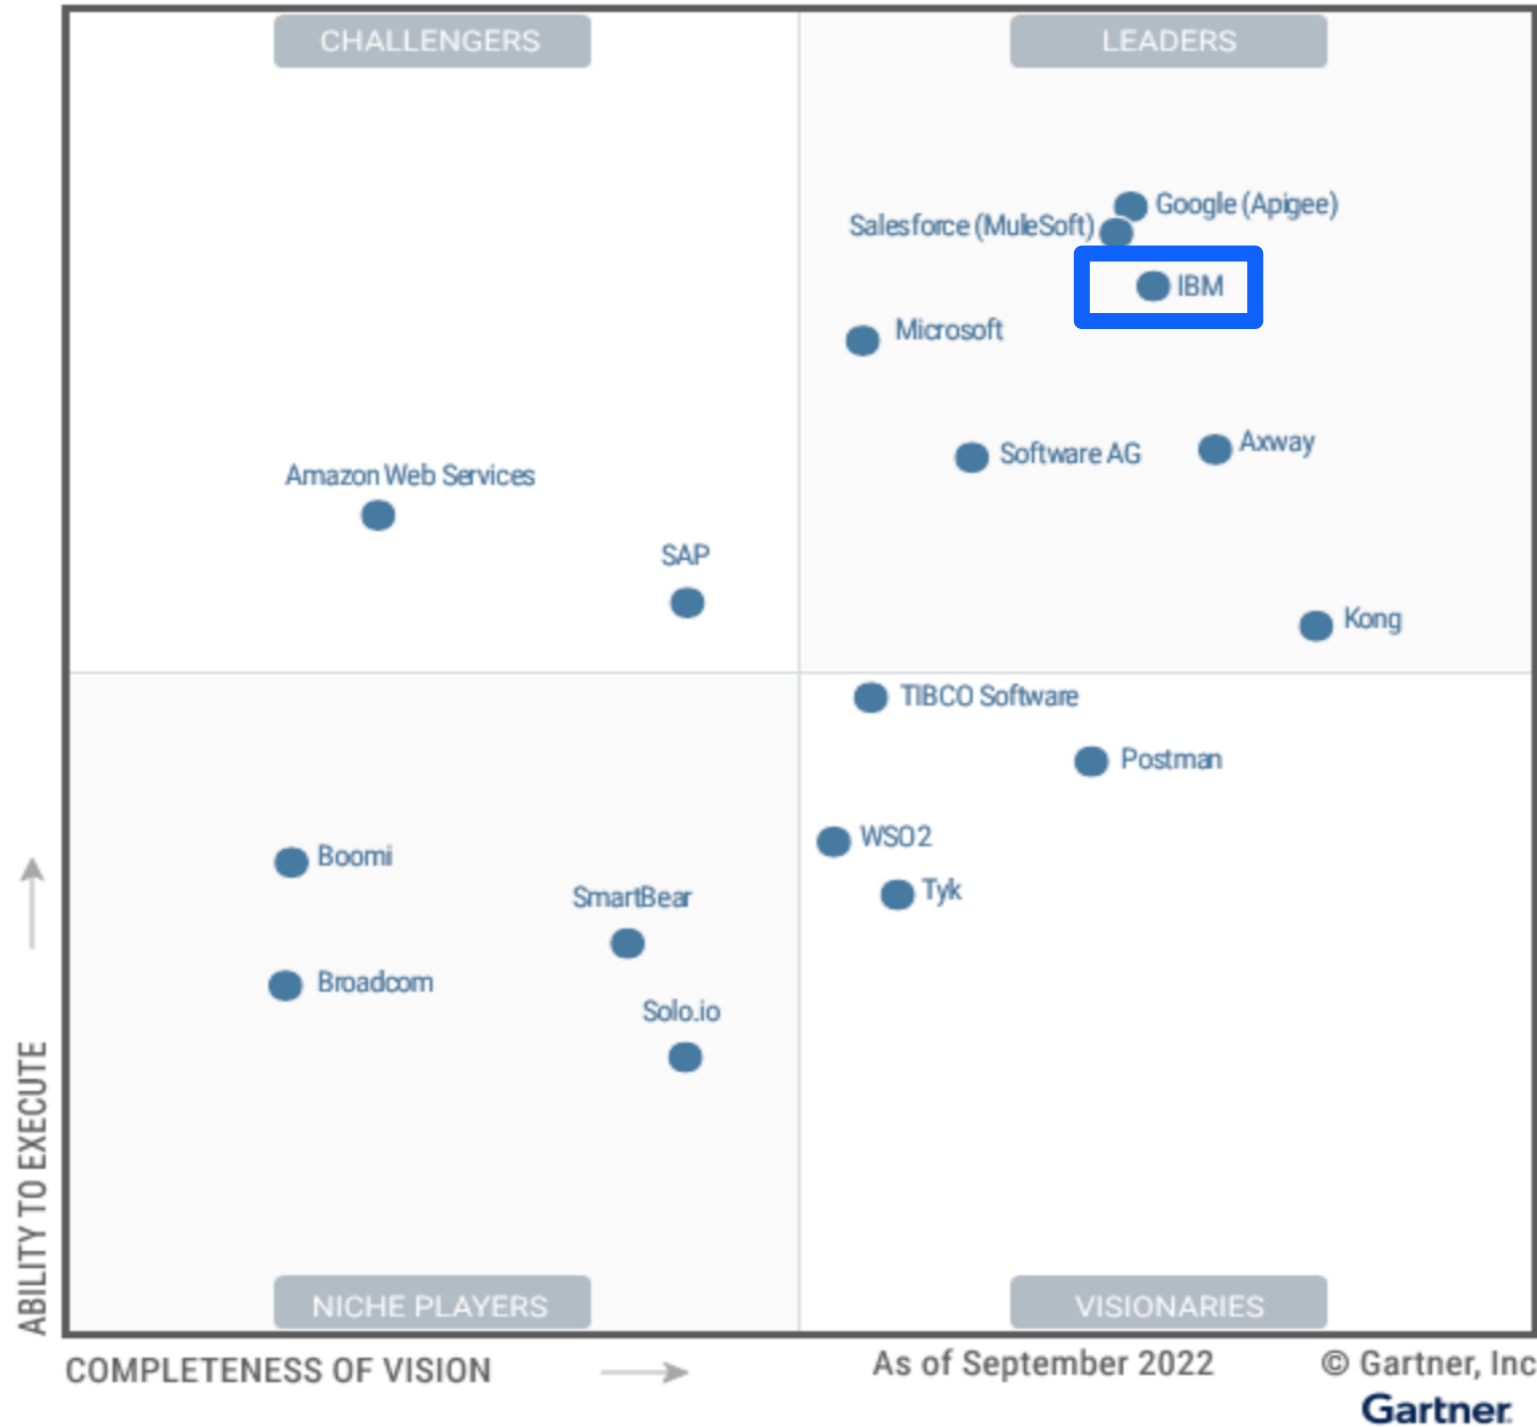 CHALLENGERS
LEADERS
Google (Apigee)
Salesforce (MuleSoft)
IBM
Microsoft
Software AG
Axway
Amazon Web Services
SAP
Kong
TIBCO Software
Postman
WSO2
Tyk
Boomi
SmartBear
Broadcom
Solo.io
NICHE PLAYERS
VISIONARIES
ABILITY TO EXECUTE
COMPLETENESS OF VISION
As of September 2022
© Gartner, Inc
Gartner